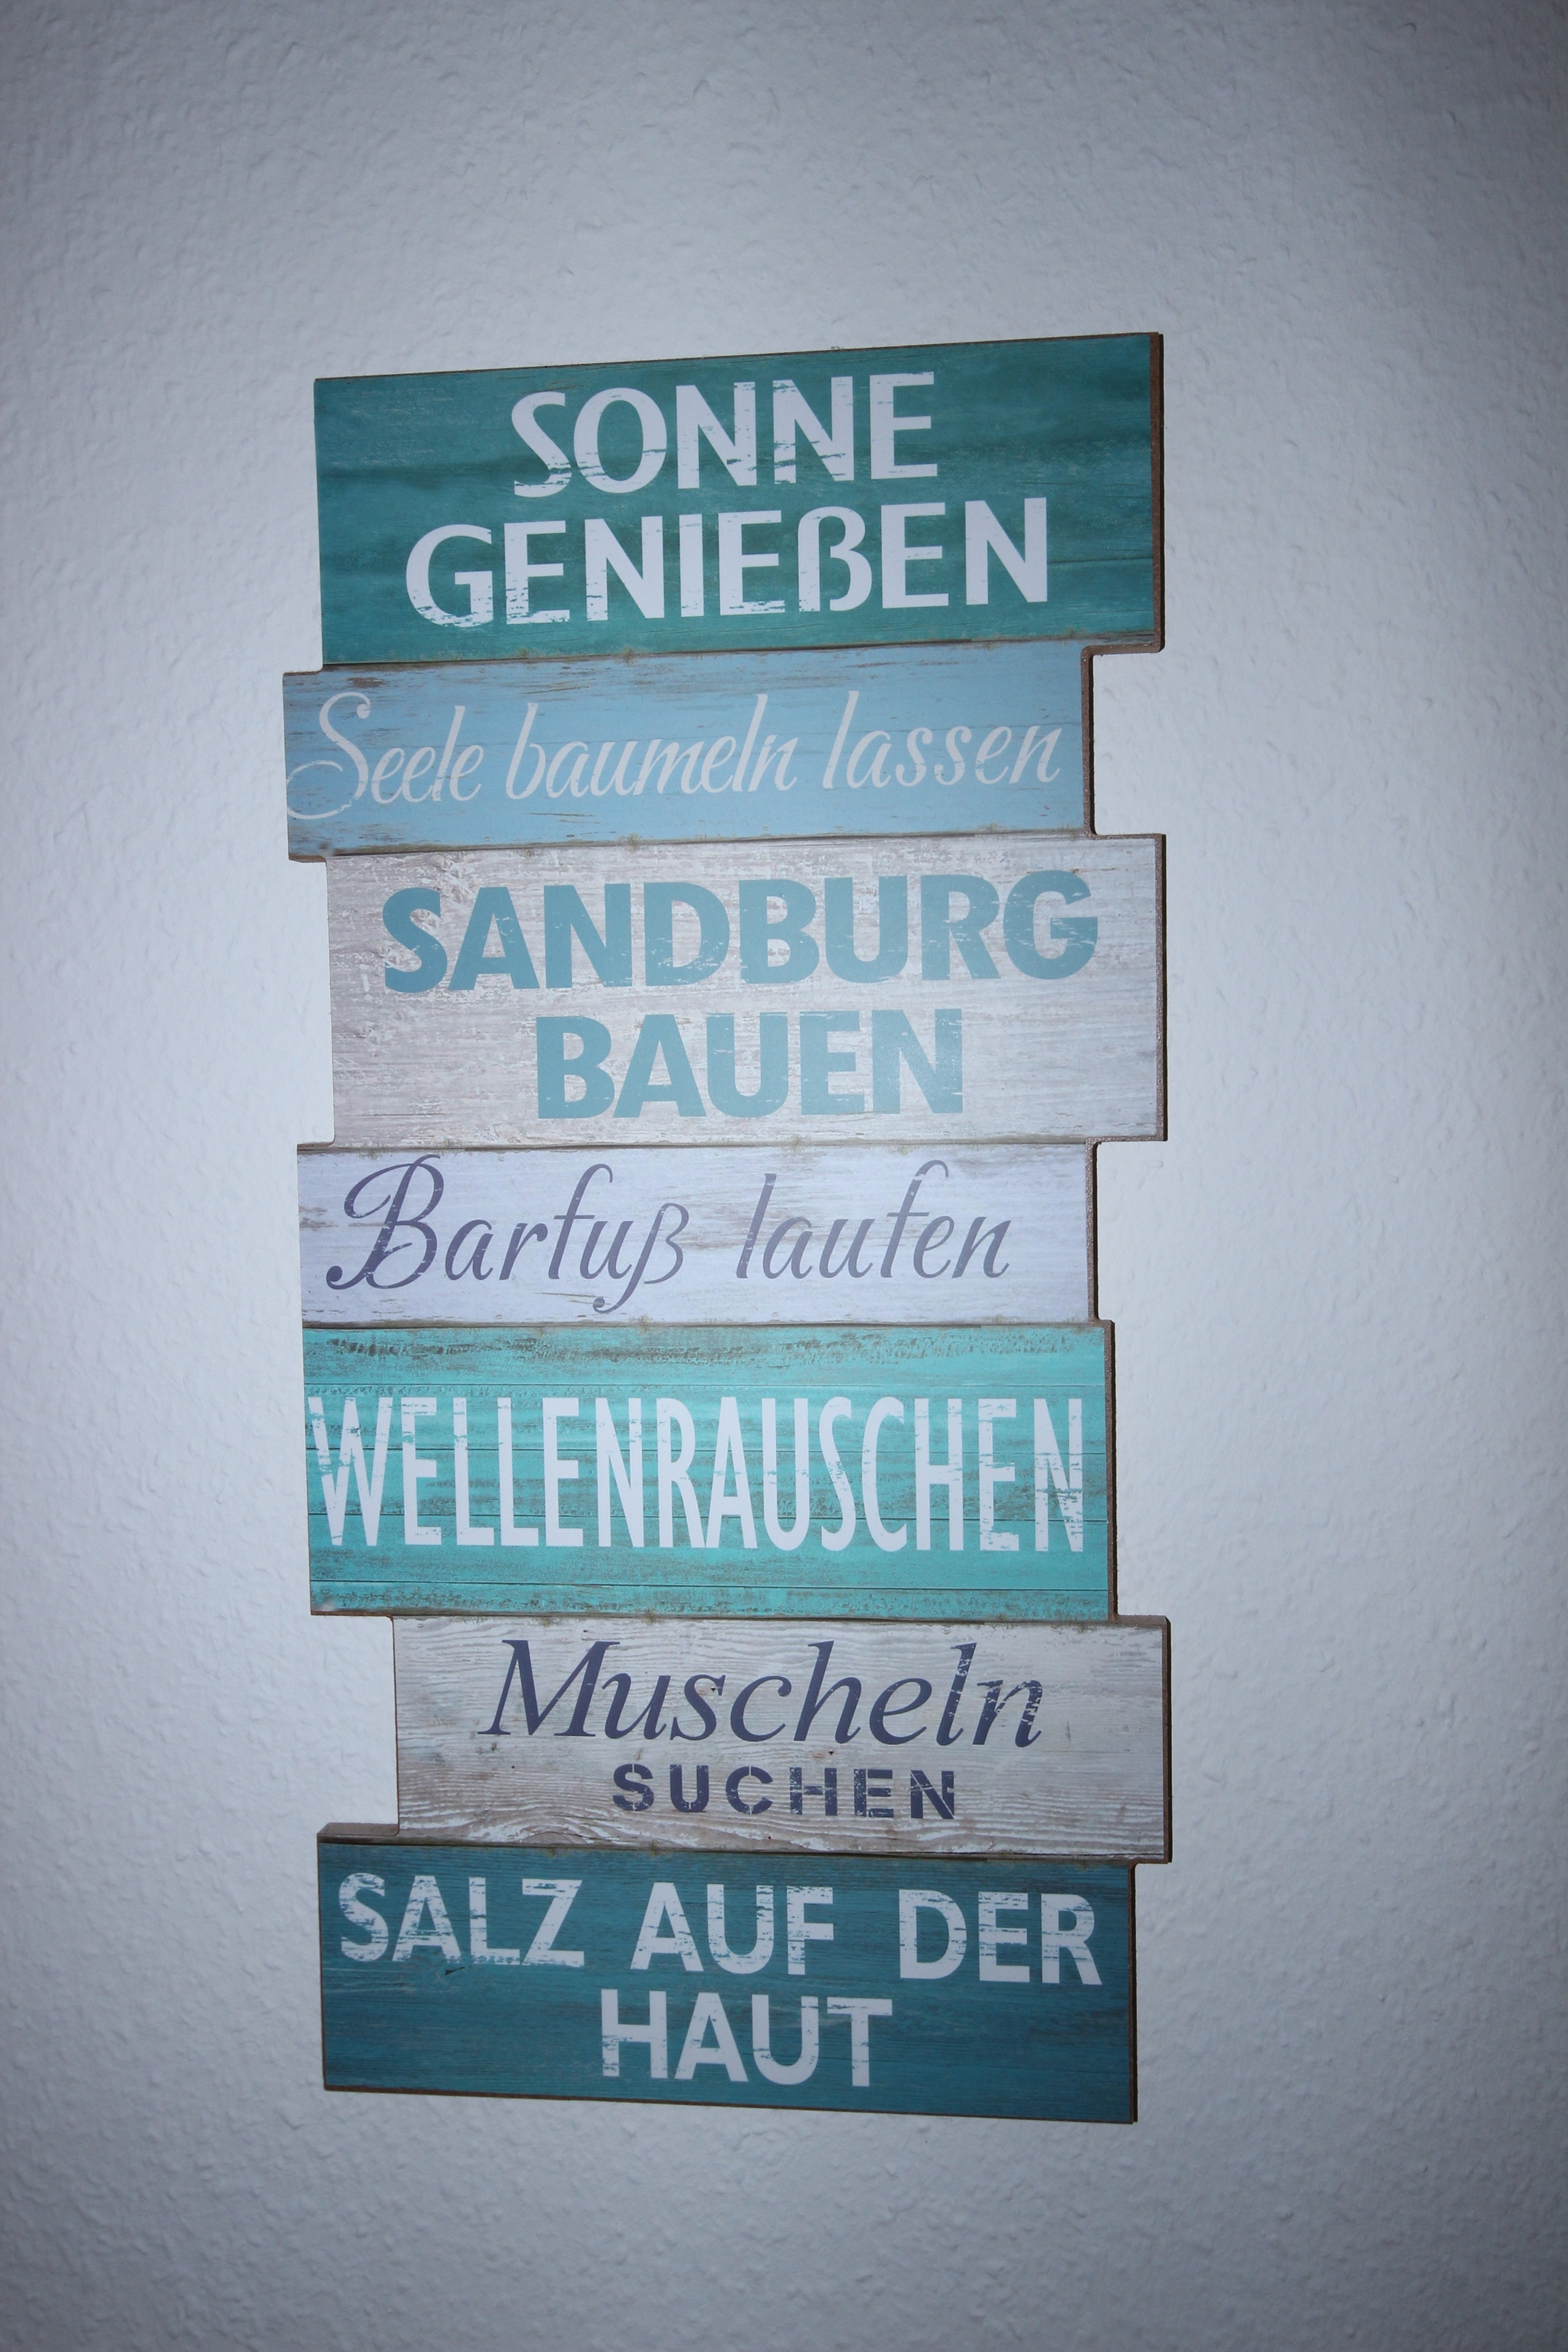 SONNE
GENIEßEN
Seele baumeln lassen
SANDBURG
BAUEN
Barfuß laufen
WELLENRAUSCHEN
Muscheln
SUCHEN
SALZ AUF DER
HAUT